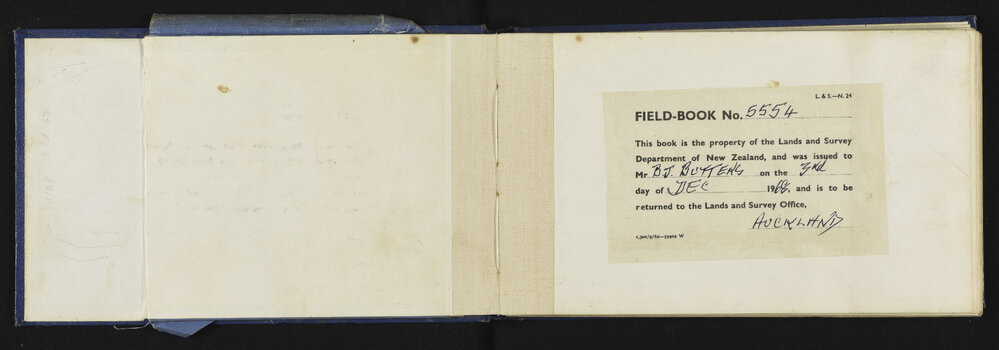 L. & S.—N. 24
FIELD-BOOK No. 5554
This book is the property of the Lands and Survey
Department of New Zealand, and was issued to
Mr B.J. BUTTERS on the 3rd
day of DEC 19 and is to be
returned to the Lands and Survey Office,
AUCKLAND